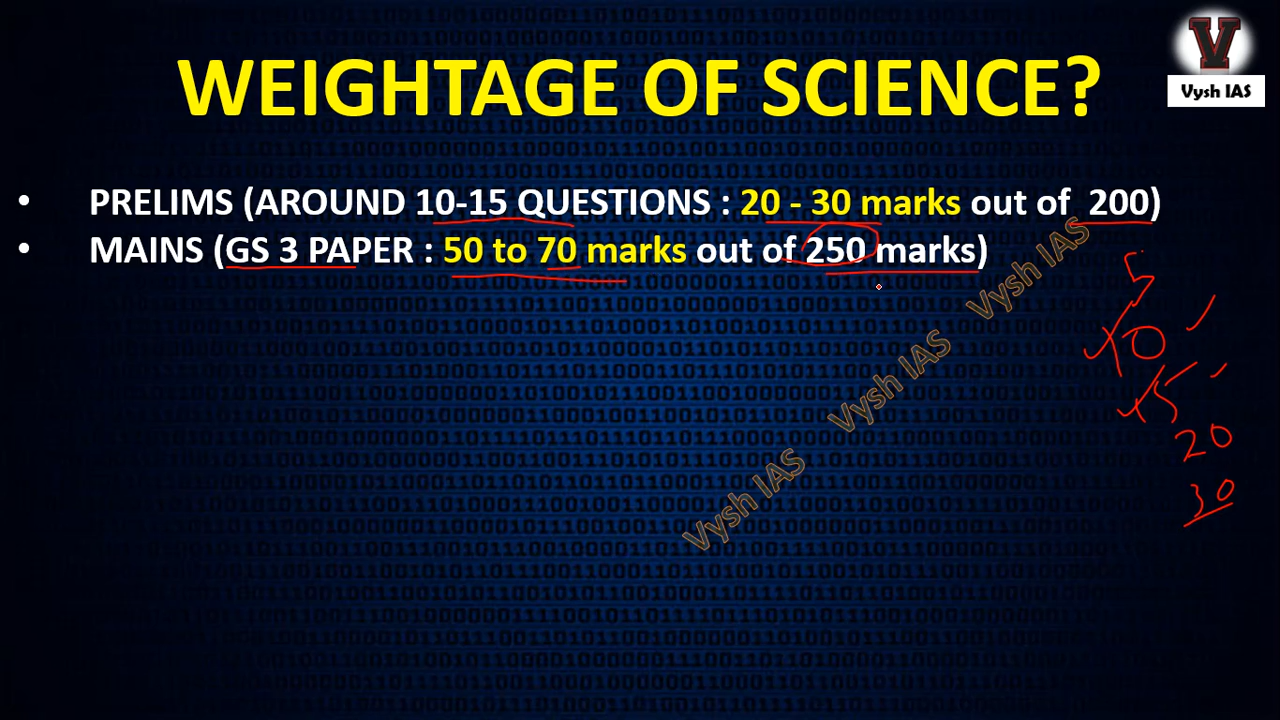 WEIGHTAGE OF SCIENCE?
V
Vysh IAS
• PRELIMS (AROUND 10-15 QUESTIONS : 20 - 30 marks out of 200)
• MAINS (GS 3 PAPER : 50 to 70 marks out of 250 marks)
Vysh IAS
Vysh IAS
Vysh IAS
5
10
15
20
30